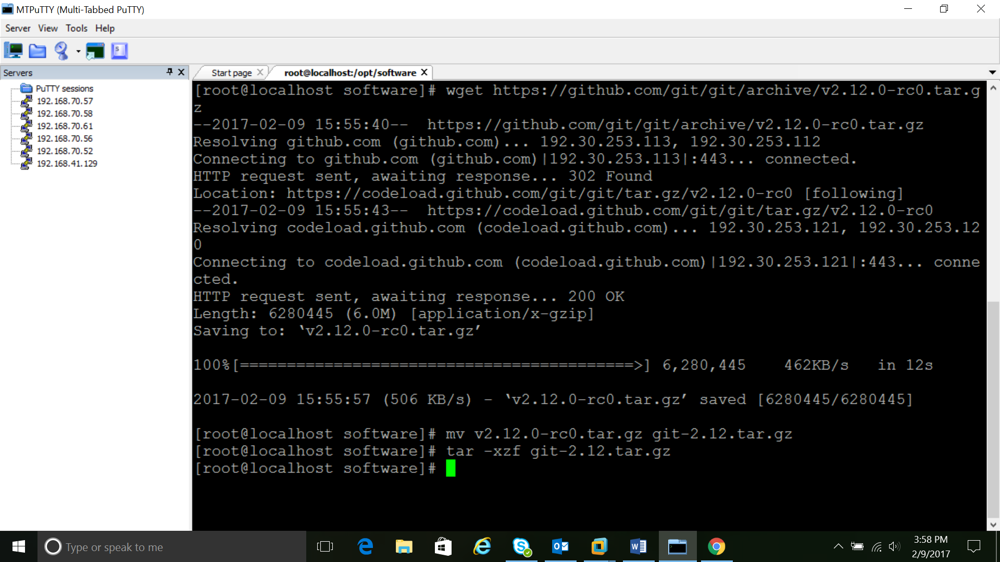 MTPuTTY (Multi-Tabbed PuTTY)
Server View Tools Help
Servers
PuTTY sessions
192.168.70.57
192.168.70.58
192.168.70.61
192.168.70.56
192.168.70.52
192.168.41.129
Start page root@localhost:/opt/software
[root@localhost software]# wget https://github.com/git/git/archive/v2.12.0-rc0.tar.g
z
--2017-02-09 15:55:40--  https://github.com/git/git/archive/v2.12.0-rc0.tar.gz
Resolving github.com (github.com)... 192.30.253.113, 192.30.253.112
Connecting to github.com (github.com)|192.30.253.113|:443... connected.
HTTP request sent, awaiting response... 302 Found
Location: https://codeload.github.com/git/git/tar.gz/v2.12.0-rc0 [following]
--2017-02-09 15:55:43--  https://codeload.github.com/git/git/tar.gz/v2.12.0-rc0
Resolving codeload.github.com (codeload.github.com)... 192.30.253.121, 192.30.253.12
0
Connecting to codeload.github.com (codeload.github.com)|192.30.253.121|:443... conne
cted.
HTTP request sent, awaiting response... 200 OK
Length: 6280445 (6.0M) [application/x-gzip]
Saving to: ‘v2.12.0-rc0.tar.gz’
100%[==========================================>] 6,280,445    462KB/s   in 12s
2017-02-09 15:55:57 (506 KB/s) - ‘v2.12.0-rc0.tar.gz’ saved [6280445/6280445]
[root@localhost software]# mv v2.12.0-rc0.tar.gz git-2.12.tar.gz
[root@localhost software]# tar -xzf git-2.12.tar.gz
[root@localhost software]#
Type or speak to me
3:58 PM
2/9/2017